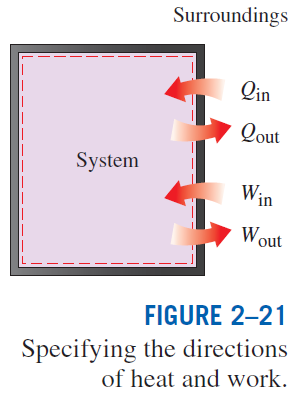 Surroundings
Qin
Qout
System
Win
Wout
FIGURE 2–21
Specifying the directions
of heat and work.